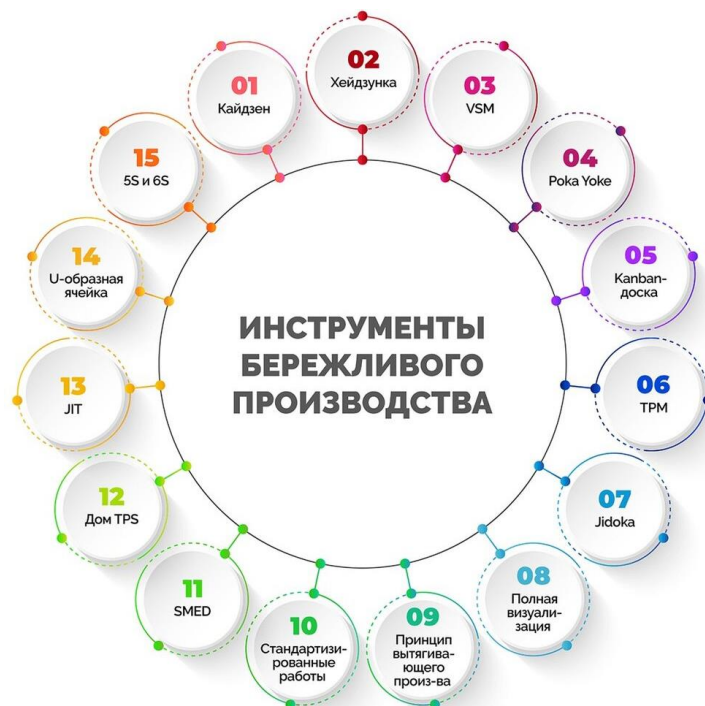 ИНСТРУМЕНТЫ
БЕРЕЖЛИВОГО
ПРОИЗВОДСТВА
01
Кайдзен
02
Хейдзунка
03
VSM
04
Poka Yoke
05
Kanban-
доска
06
TPM
07
Jidoka
08
Полная
визуали-
зация
09
Принцип
вытягива-
ющего
произ-ва
10
Стандартизи-
рованные
работы
11
SMED
12
Дом TPS
13
JIT
14
U-образная
ячейка
15
5S и 6S